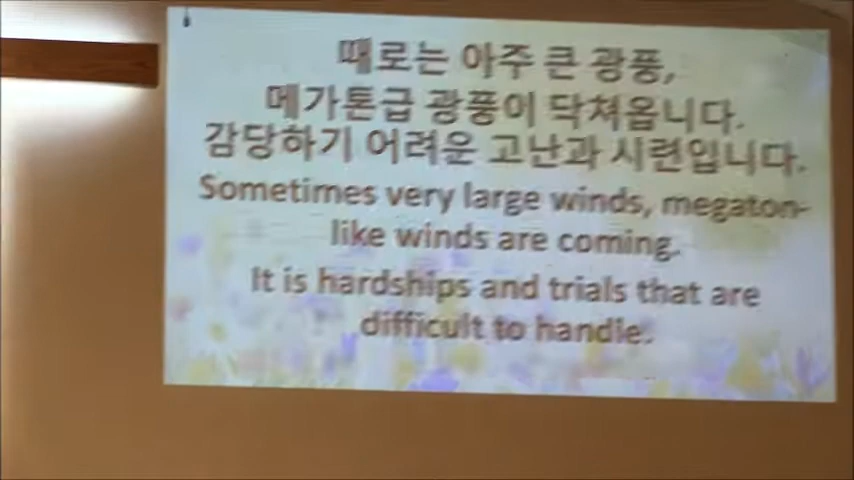 때로는 아주 큰 광풍,
메가톤급 광풍이 닥쳐옵니다.
감당하기 어려운 고난과 시련입니다.
Sometimes very large winds, megaton-
like winds are coming.
It is hardships and trials that are
difficult to handle.